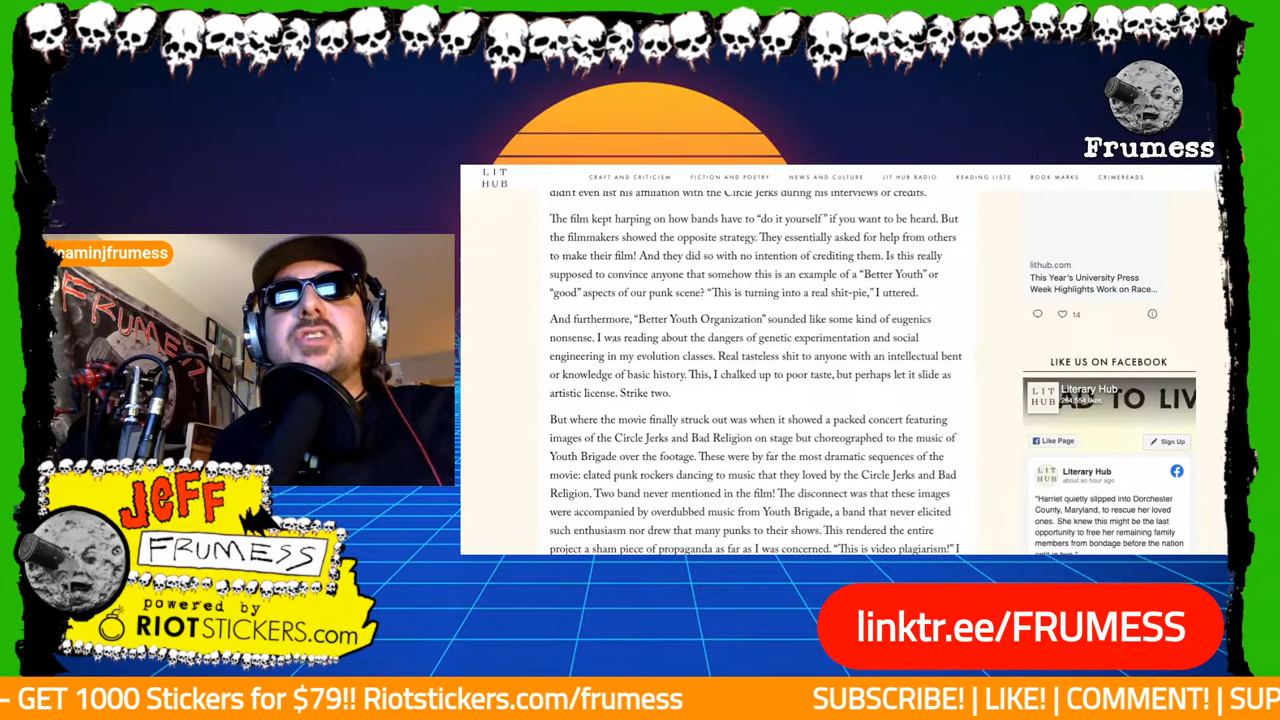 Frumess
LIT
HUB
CRAFT AND CRITICISM
FICTION AND POETRY
NEWS AND CULTURE
LIT HUB RADIO
READING LISTS
BOOK MARKS
CRIMEREADS
didn't even list his affiliation with the Circle Jerks during his interviews or credits.
The film kept harping on how bands have to “do it yourself” if you want to be heard. But
the filmmakers showed the opposite strategy. They essentially asked for help from others
to make their film! And they did so with no intention of crediting them. Is this really
supposed to convince anyone that somehow this is an example of a “Better Youth” or
“good” aspects of our punk scene? “This is turning into a real shit-pie,” I uttered.
And furthermore, “Better Youth Organization” sounded like some kind of eugenics
nonsense. I was reading about the dangers of genetic experimentation and social
engineering in my evolution classes. Real tasteless shit to anyone with an intellectual bent
or knowledge of basic history. This, I chalked up to poor taste, but perhaps let it slide as
artistic license. Strike two.
But where the movie finally struck out was when it showed a packed concert featuring
images of the Circle Jerks and Bad Religion on stage but choreographed to the music of
Youth Brigade over the footage. These were by far the most dramatic sequences of the
movie: elated punk rockers dancing to music that they loved by the Circle Jerks and Bad
Religion. Two band never mentioned in the film! The disconnect was that these images
were accompanied by overdubbed music from Youth Brigade, a band that never elicited
such enthusiasm nor drew that many punks to their shows. This rendered the entire
project a sham piece of propaganda as far as I was concerned. “This is video plagiarism!” I
lithub.com
This Year's University Press
Week Highlights Work on Race...
14
LIKE US ON FACEBOOK
LIT
HUB
Literary Hub
TO LIV
Like Page
Sign Up
LIT
HUB
Literary Hub
about an hour ago
"Harriet quietly slipped into Dorchester
County, Maryland, to rescue her loved
ones. She knew this might be the last
opportunity to free her remaining family
members from bondage before the nation
split in two."
eaminjfrumess
FRUMESS
JEFF
FRUMESS
powered by
RIOTSTICKERS.com
linktr.ee/FRUMESS
- GET 1000 Stickers for $79!! Riotstickers.com/frumess
SUBSCRIBE! | LIKE! | COMMENT! | SUP